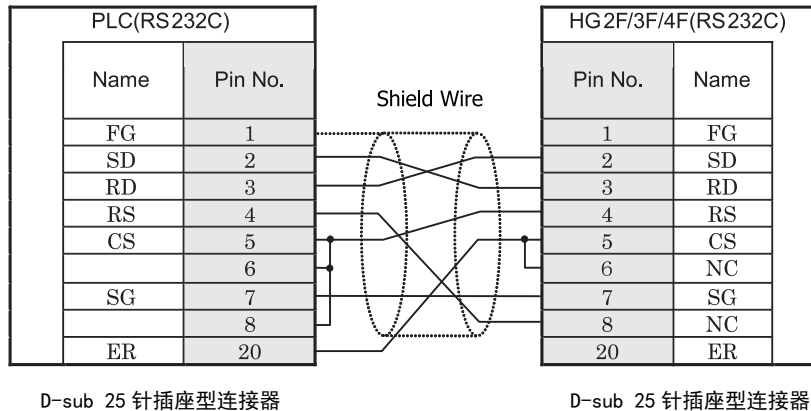 PLC(RS232C) HG2F/3F/4F(RS232C)
Name Pin No. Pin No. Name
Shield Wire
FG 1 1 FG
SD 2 2 SD
RD 3 3 RD
RS 4 4 RS
CS 5 5 CS
6 6 NC
SG 7 7 SG
8 8 NC
ER 20 20 ER
D-sub 25 针插座型连接器 D-sub 25 针插座型连接器